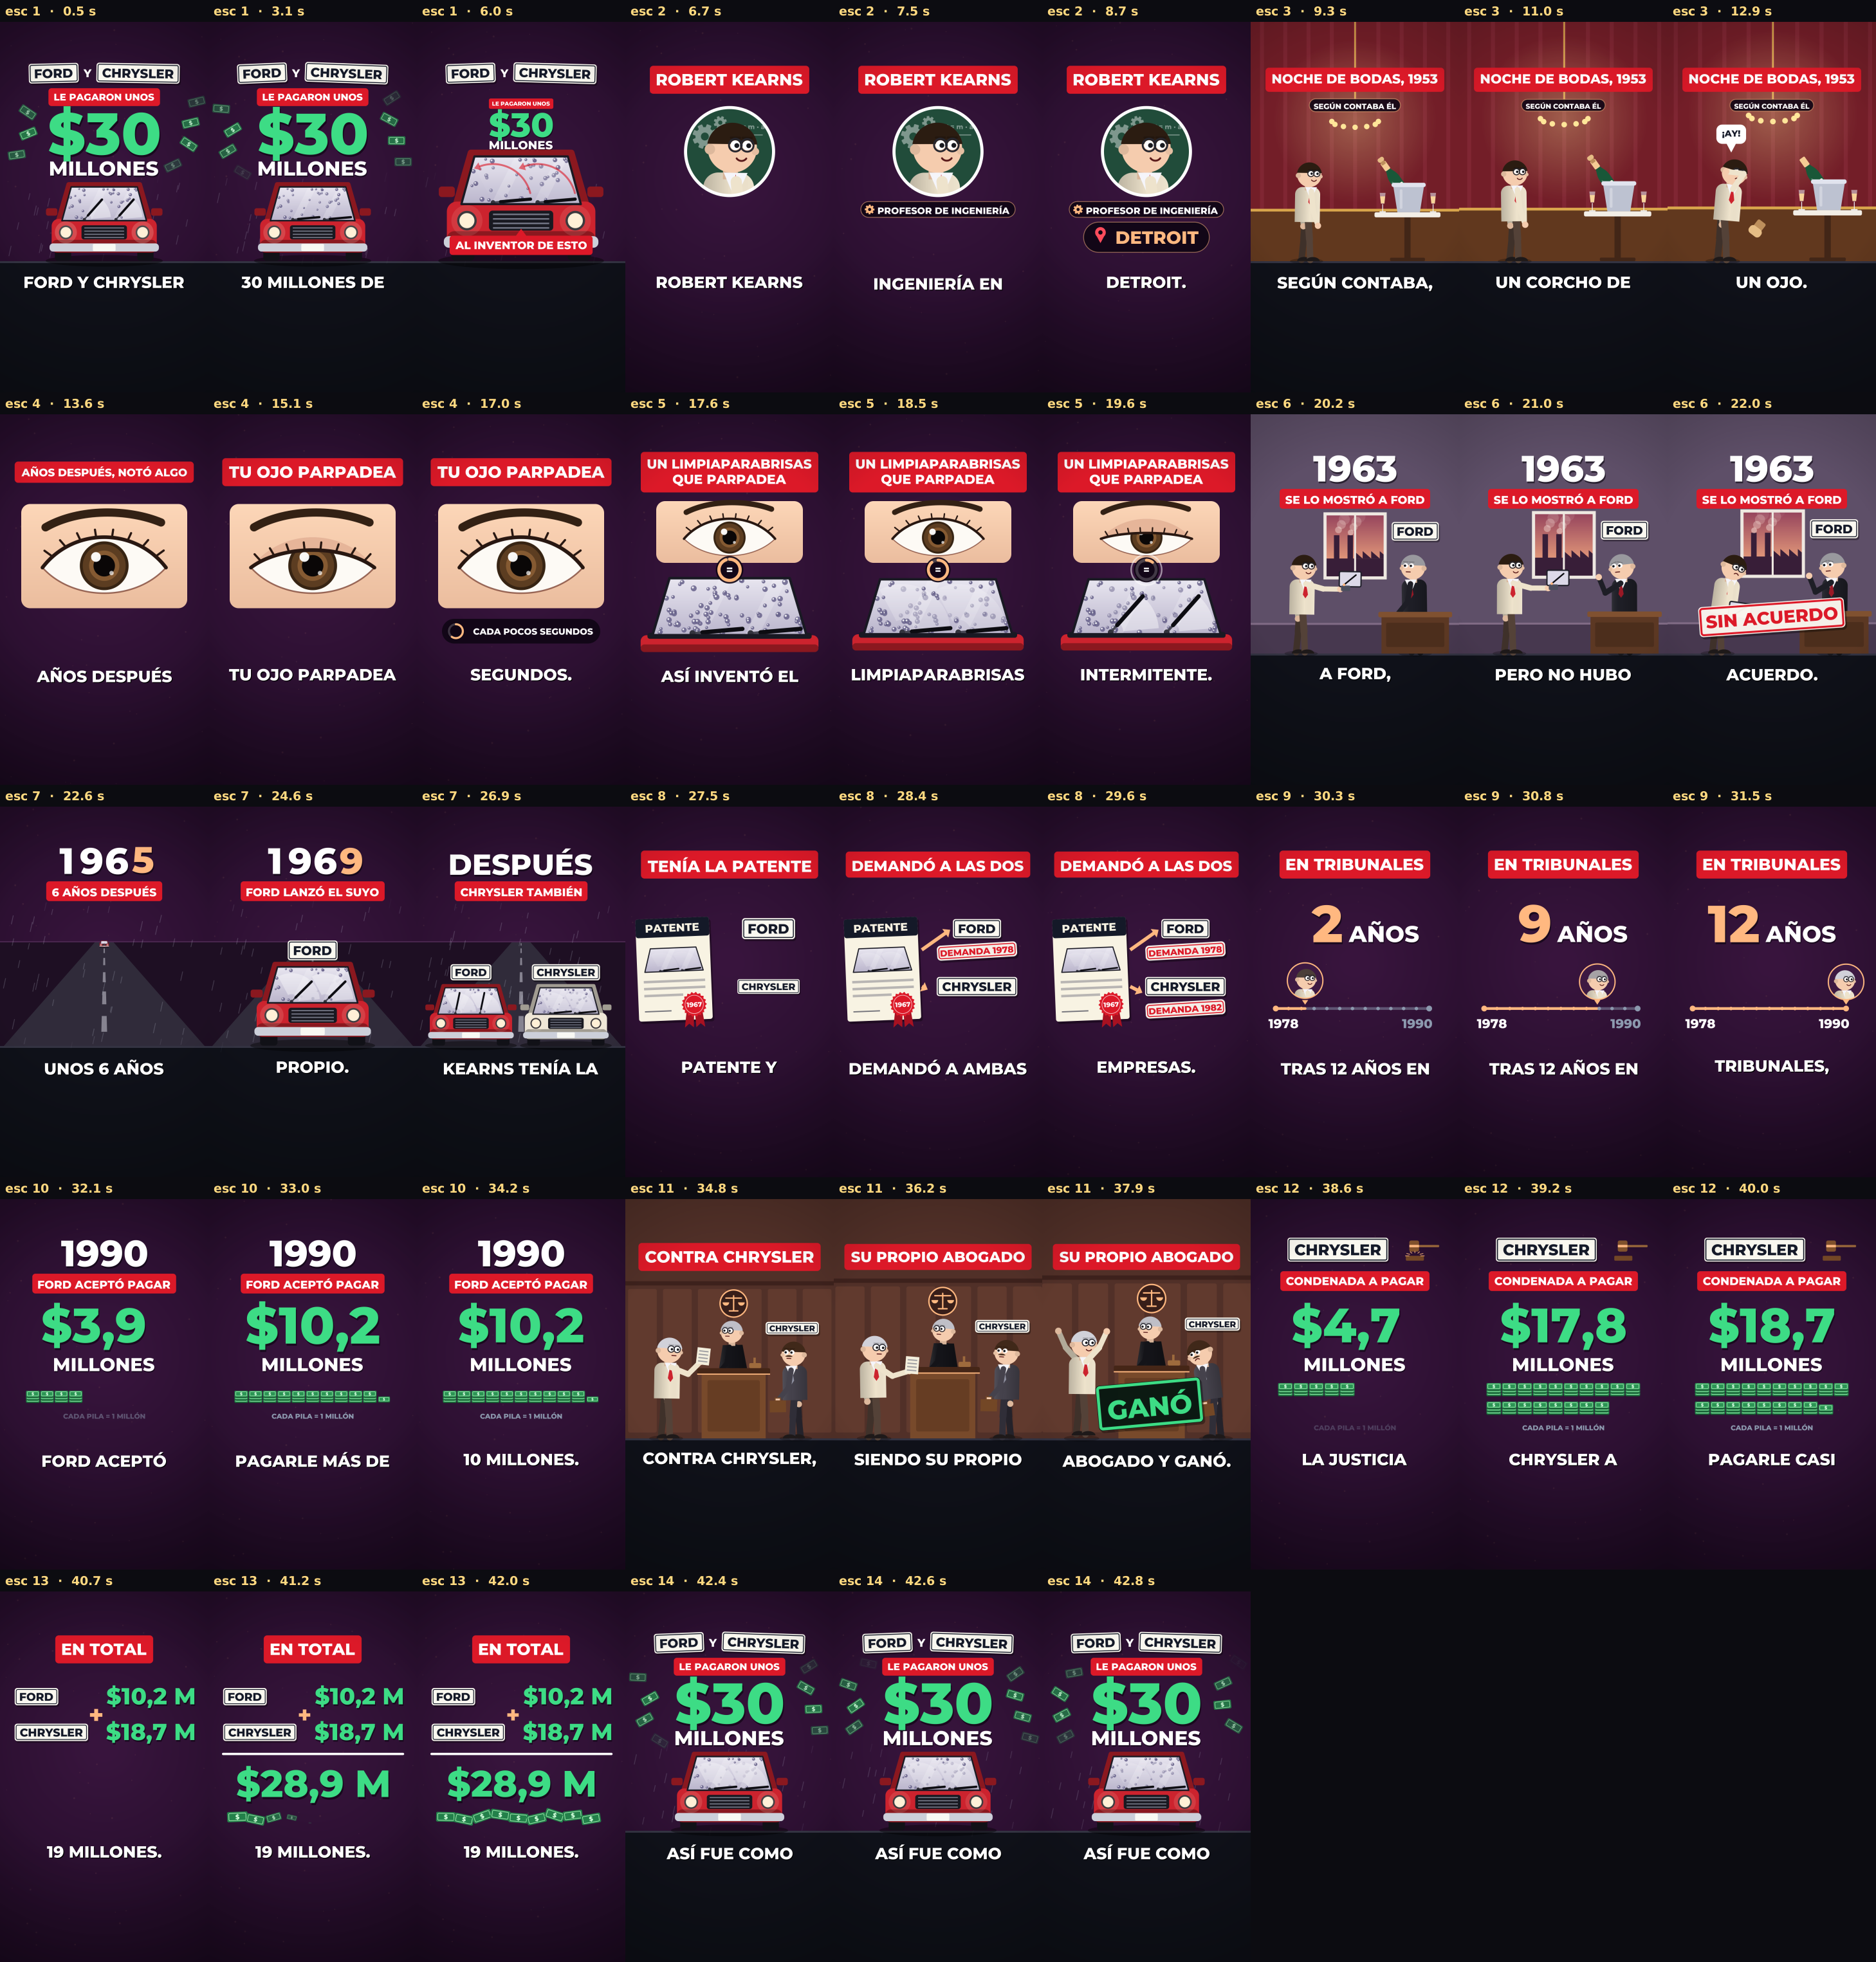 esc 1 · 0.5 s
FORD Y CHRYSLER
LE PAGARON UNOS
$30
MILLONES
FORD Y CHRYSLER
esc 1 · 3.1 s
FORD Y CHRYSLER
LE PAGARON UNOS
$30
MILLONES
30 MILLONES DE
esc 1 · 6.0 s
FORD Y CHRYSLER
LE PAGARON UNOS
$30
MILLONES
AL INVENTOR DE ESTO
esc 2 · 6.7 s
ROBERT KEARNS
ROBERT KEARNS
esc 2 · 7.5 s
ROBERT KEARNS
PROFESOR DE INGENIERÍA
INGENIERÍA EN
esc 2 · 8.7 s
ROBERT KEARNS
PROFESOR DE INGENIERÍA
DETROIT
DETROIT.
esc 3 · 9.3 s
NOCHE DE BODAS, 1953
SEGÚN CONTABA ÉL
SEGÚN CONTABA,
esc 3 · 11.0 s
NOCHE DE BODAS, 1953
SEGÚN CONTABA ÉL
UN CORCHO DE
esc 3 · 12.9 s
NOCHE DE BODAS, 1953
SEGÚN CONTABA ÉL
¡AY!
UN OJO.
esc 4 · 13.6 s
AÑOS DESPUÉS, NOTÓ ALGO
AÑOS DESPUÉS
esc 4 · 15.1 s
TU OJO PARPADEA
TU OJO PARPADEA
esc 4 · 17.0 s
TU OJO PARPADEA
CADA POCOS SEGUNDOS
SEGUNDOS.
esc 5 · 17.6 s
UN LIMPIAPARABRISAS
QUE PARPADEA
=
ASÍ INVENTÓ EL
esc 5 · 18.5 s
UN LIMPIAPARABRISAS
QUE PARPADEA
=
LIMPIAPARABRISAS
esc 5 · 19.6 s
UN LIMPIAPARABRISAS
QUE PARPADEA
=
INTERMITENTE.
esc 6 · 20.2 s
1963
SE LO MOSTRÓ A FORD
FORD
A FORD,
esc 6 · 21.0 s
1963
SE LO MOSTRÓ A FORD
FORD
PERO NO HUBO
esc 6 · 22.0 s
1963
SE LO MOSTRÓ A FORD
FORD
SIN ACUERDO
ACUERDO.
esc 7 · 22.6 s
1965
6 AÑOS DESPUÉS
UNOS 6 AÑOS
esc 7 · 24.6 s
1969
FORD LANZÓ EL SUYO
FORD
PROPIO.
esc 7 · 26.9 s
DESPUÉS
CHRYSLER TAMBIÉN
FORD
CHRYSLER
KEARNS TENÍA LA
esc 8 · 27.5 s
TENÍA LA PATENTE
PATENTE
FORD
CHRYSLER
1967
PATENTE Y
esc 8 · 28.4 s
DEMANDÓ A LAS DOS
PATENTE
FORD
DEMANDA 1978
CHRYSLER
1967
DEMANDÓ A AMBAS
esc 8 · 29.6 s
DEMANDÓ A LAS DOS
PATENTE
FORD
DEMANDA 1978
CHRYSLER
1967
DEMANDA 1982
EMPRESAS.
esc 9 · 30.3 s
EN TRIBUNALES
2 AÑOS
1978 1990
TRAS 12 AÑOS EN
esc 9 · 30.8 s
EN TRIBUNALES
9 AÑOS
1978 1990
TRAS 12 AÑOS EN
esc 9 · 31.5 s
EN TRIBUNALES
12 AÑOS
1978 1990
TRIBUNALES,
esc 10 · 32.1 s
1990
FORD ACEPTÓ PAGAR
$3,9
MILLONES
CADA PILA = 1 MILLÓN
FORD ACEPTÓ
esc 10 · 33.0 s
1990
FORD ACEPTÓ PAGAR
$10,2
MILLONES
CADA PILA = 1 MILLÓN
PAGARLE MÁS DE
esc 10 · 34.2 s
1990
FORD ACEPTÓ PAGAR
$10,2
MILLONES
CADA PILA = 1 MILLÓN
10 MILLONES.
esc 11 · 34.8 s
CONTRA CHRYSLER
CHRYSLER
CONTRA CHRYSLER,
esc 11 · 36.2 s
SU PROPIO ABOGADO
CHRYSLER
SIENDO SU PROPIO
esc 11 · 37.9 s
SU PROPIO ABOGADO
CHRYSLER
GANÓ
ABOGADO Y GANÓ.
esc 12 · 38.6 s
CHRYSLER
CONDENADA A PAGAR
$4,7
MILLONES
CADA PILA = 1 MILLÓN
LA JUSTICIA
esc 12 · 39.2 s
CHRYSLER
CONDENADA A PAGAR
$17,8
MILLONES
CADA PILA = 1 MILLÓN
CHRYSLER A
esc 12 · 40.0 s
CHRYSLER
CONDENADA A PAGAR
$18,7
MILLONES
CADA PILA = 1 MILLÓN
PAGARLE CASI
esc 13 · 40.7 s
EN TOTAL
FORD $10,2 M
+
CHRYSLER $18,7 M
19 MILLONES.
esc 13 · 41.2 s
EN TOTAL
FORD $10,2 M
+
CHRYSLER $18,7 M
$28,9 M
19 MILLONES.
esc 13 · 42.0 s
EN TOTAL
FORD $10,2 M
+
CHRYSLER $18,7 M
$28,9 M
19 MILLONES.
esc 14 · 42.4 s
FORD Y CHRYSLER
LE PAGARON UNOS
$30
MILLONES
ASÍ FUE COMO
esc 14 · 42.6 s
FORD Y CHRYSLER
LE PAGARON UNOS
$30
MILLONES
ASÍ FUE COMO
esc 14 · 42.8 s
FORD Y CHRYSLER
LE PAGARON UNOS
$30
MILLONES
ASÍ FUE COMO